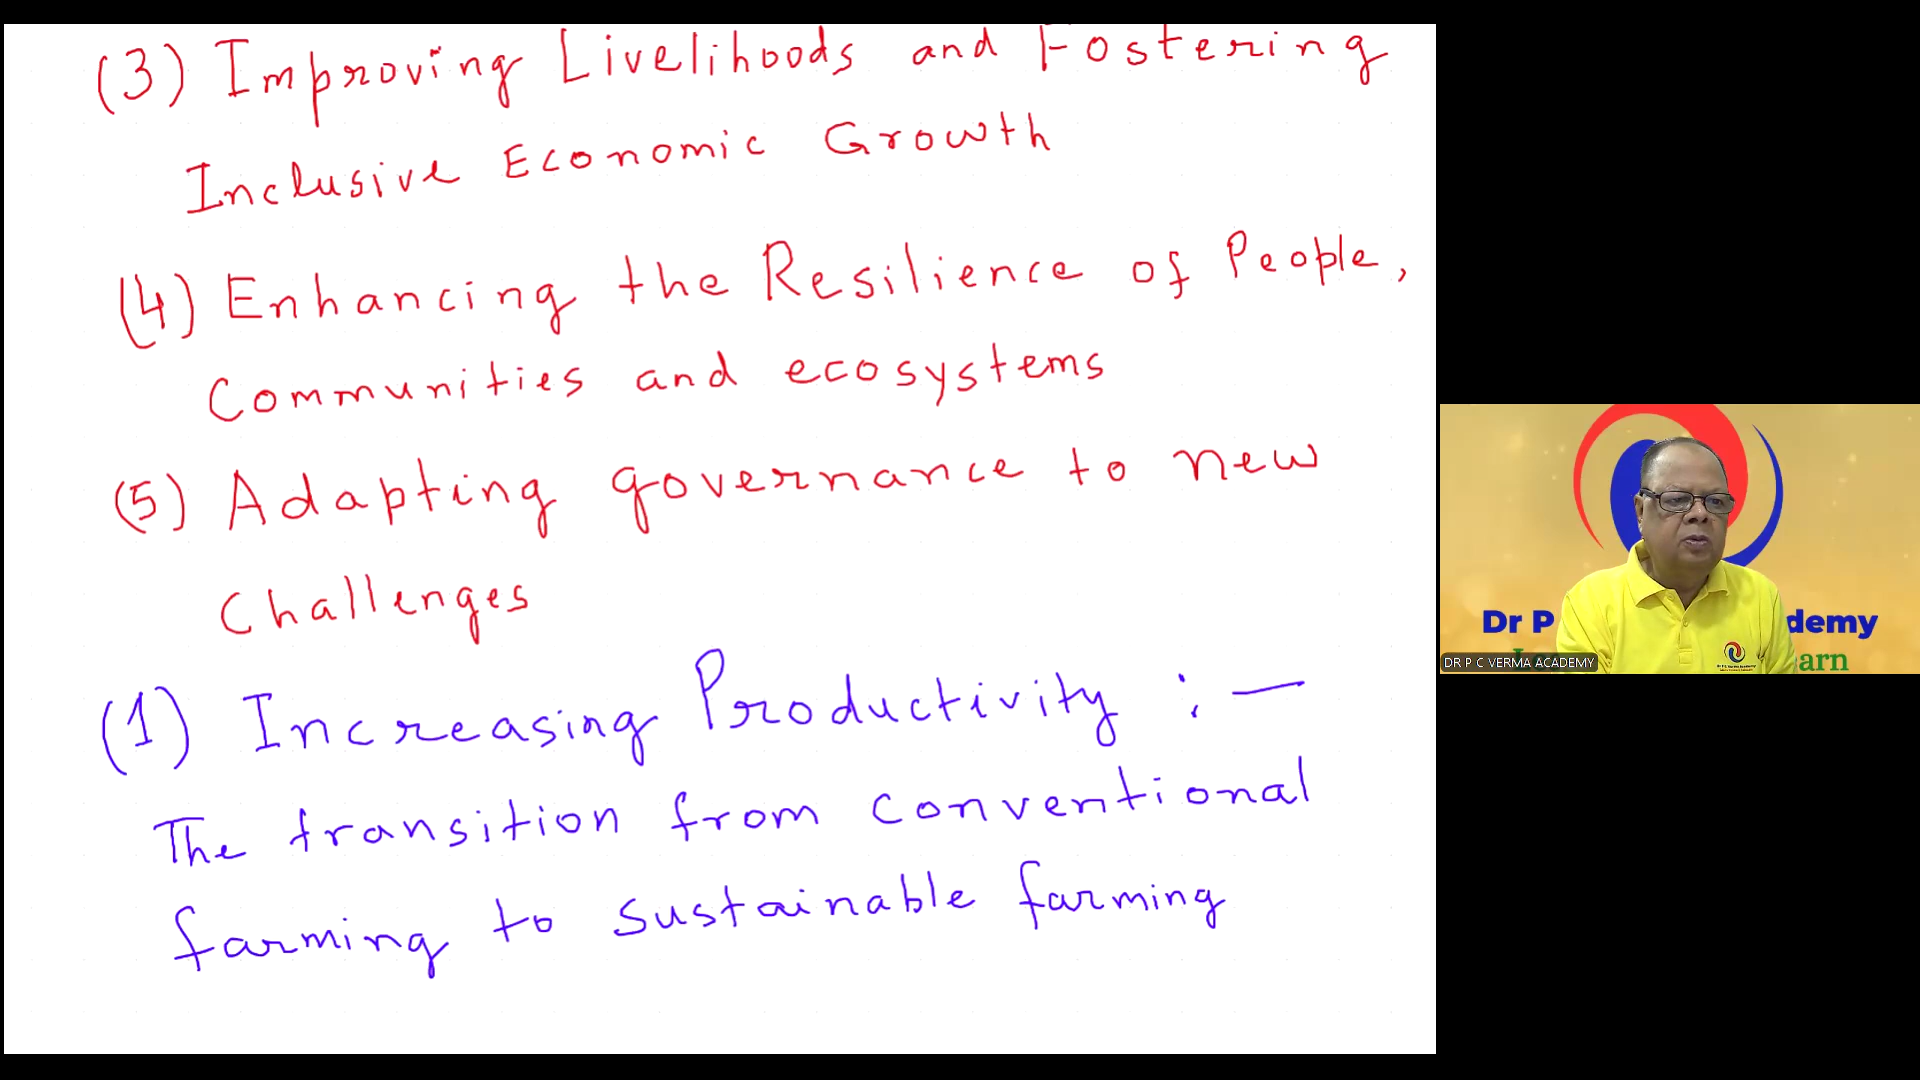 (3) Improving Livelihoods and Fostering
Inclusive Economic Growth
(4) Enhancing the Resilience of People,
Communities and ecosystems
(5) Adapting governance to new
Challenges
(1) Increasing Productivity :—
The transition from conventional
farming to sustainable farming
Dr P demy
arn
DR P C VERMA ACADEMY